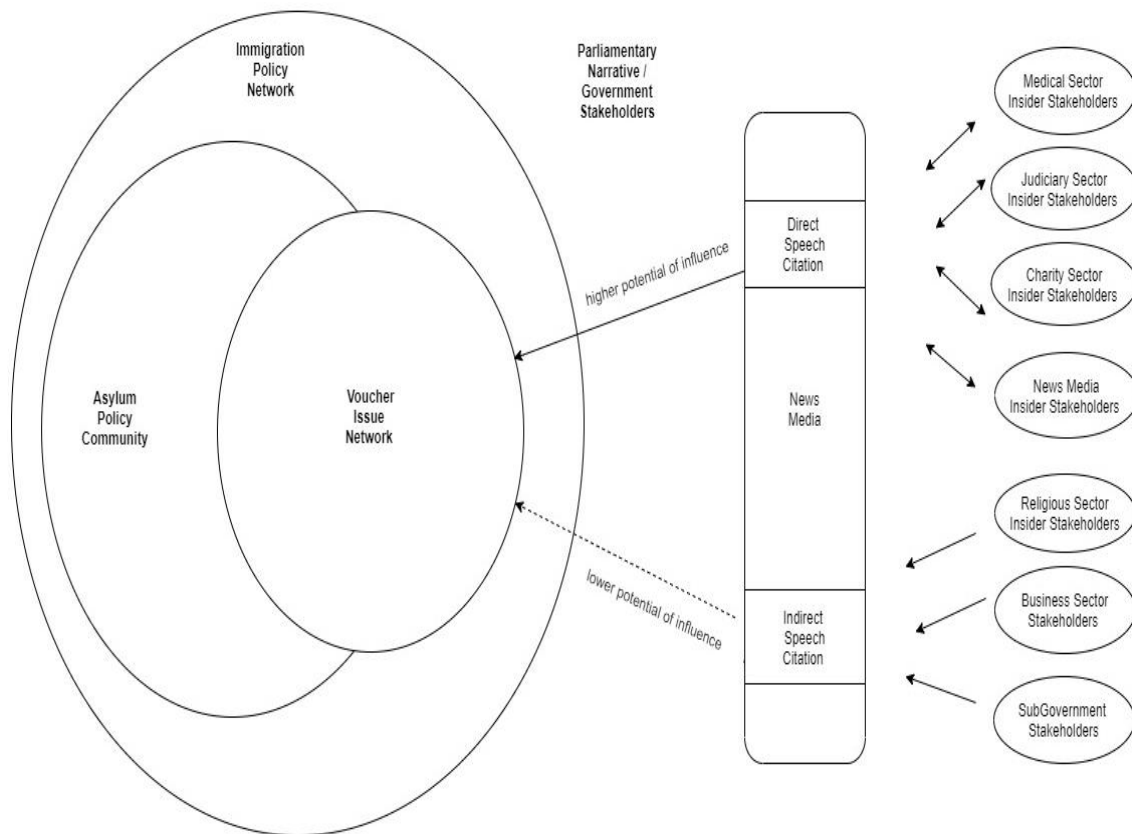 Immigration
Policy
Network
Parliamentary
Narrative /
Government
Stakeholders
Asylum
Policy
Community
Voucher
Issue
Network
higher potential of influence
lower potential of influence
Direct
Speech
Citation
News
Media
Indirect
Speech
Citation
Medical Sector
Insider Stakeholders
Judiciary Sector
Insider Stakeholders
Charity Sector
Insider Stakeholders
News Media
Insider Stakeholders
Religious Sector
Insider Stakeholders
Business Sector
Stakeholders
SubGovernment
Stakeholders